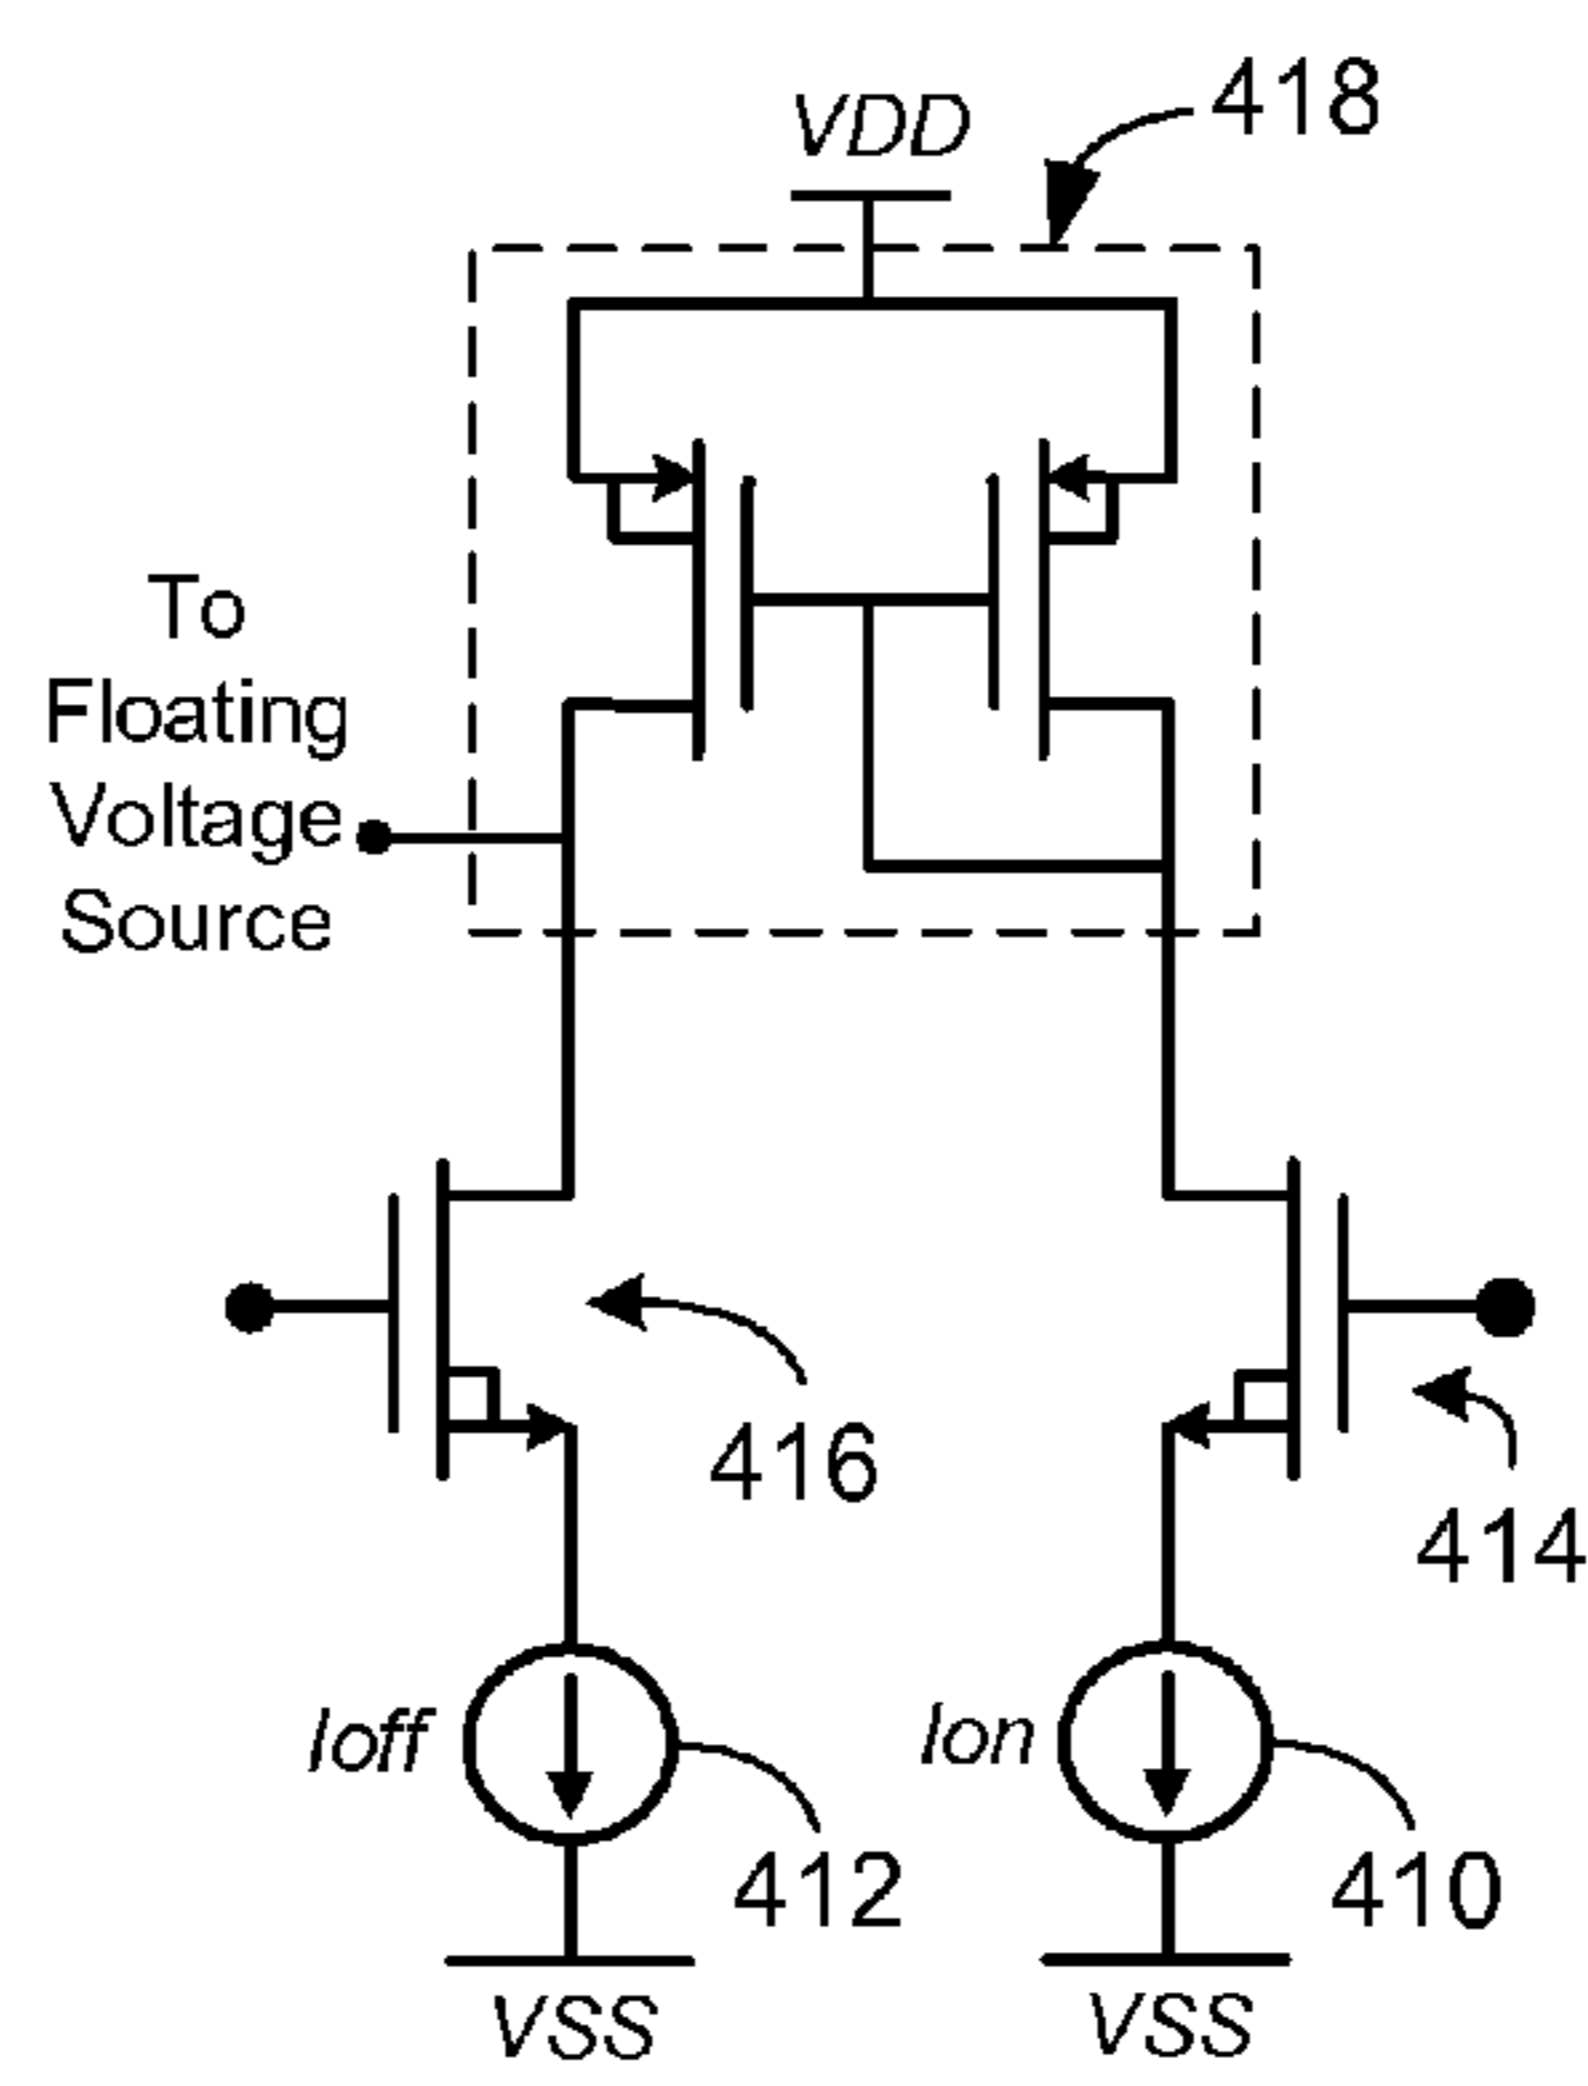 418
VDD
To
Floating
Voltage
Source
416
414
Ioff
Ion
412
410
VSS
VSS